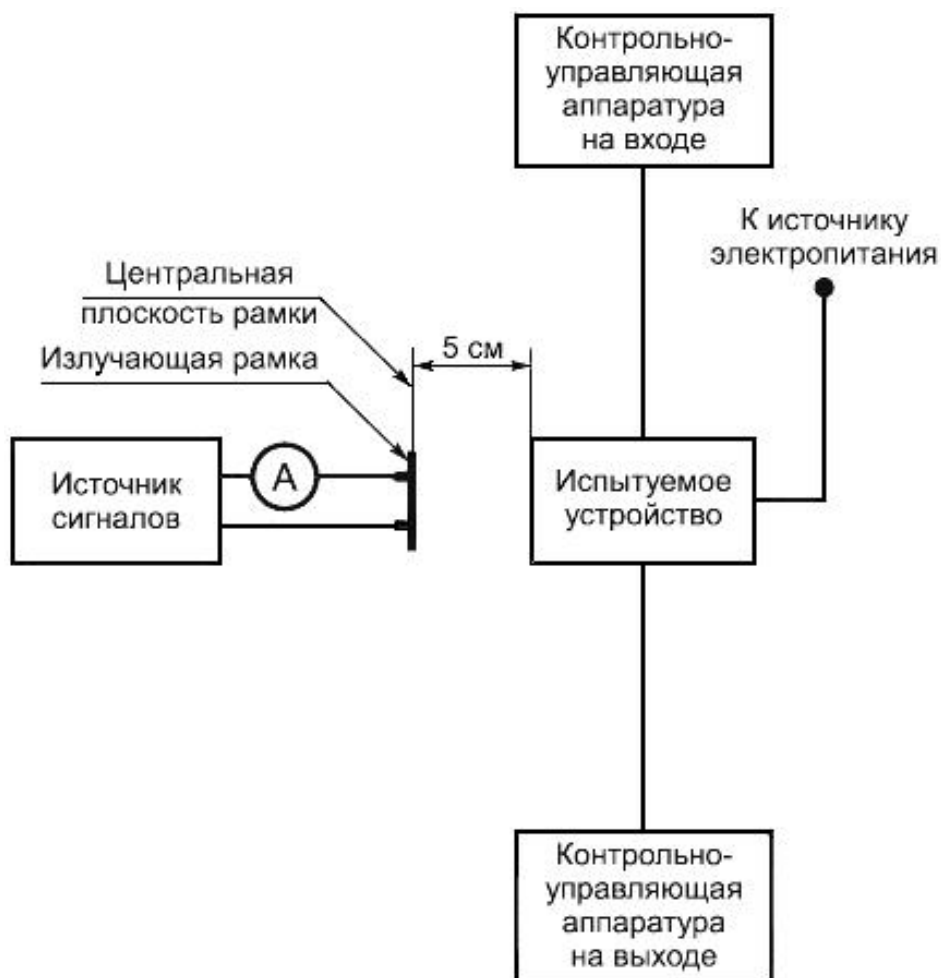 Контрольно-
управляющая
аппаратура
на входе
К источнику
электропитания
Центральная
плоскость рамки
5 см
Излучающая рамка
Источник
сигналов
А
Испытуемое
устройство
Контрольно-
управляющая
аппаратура
на выходе